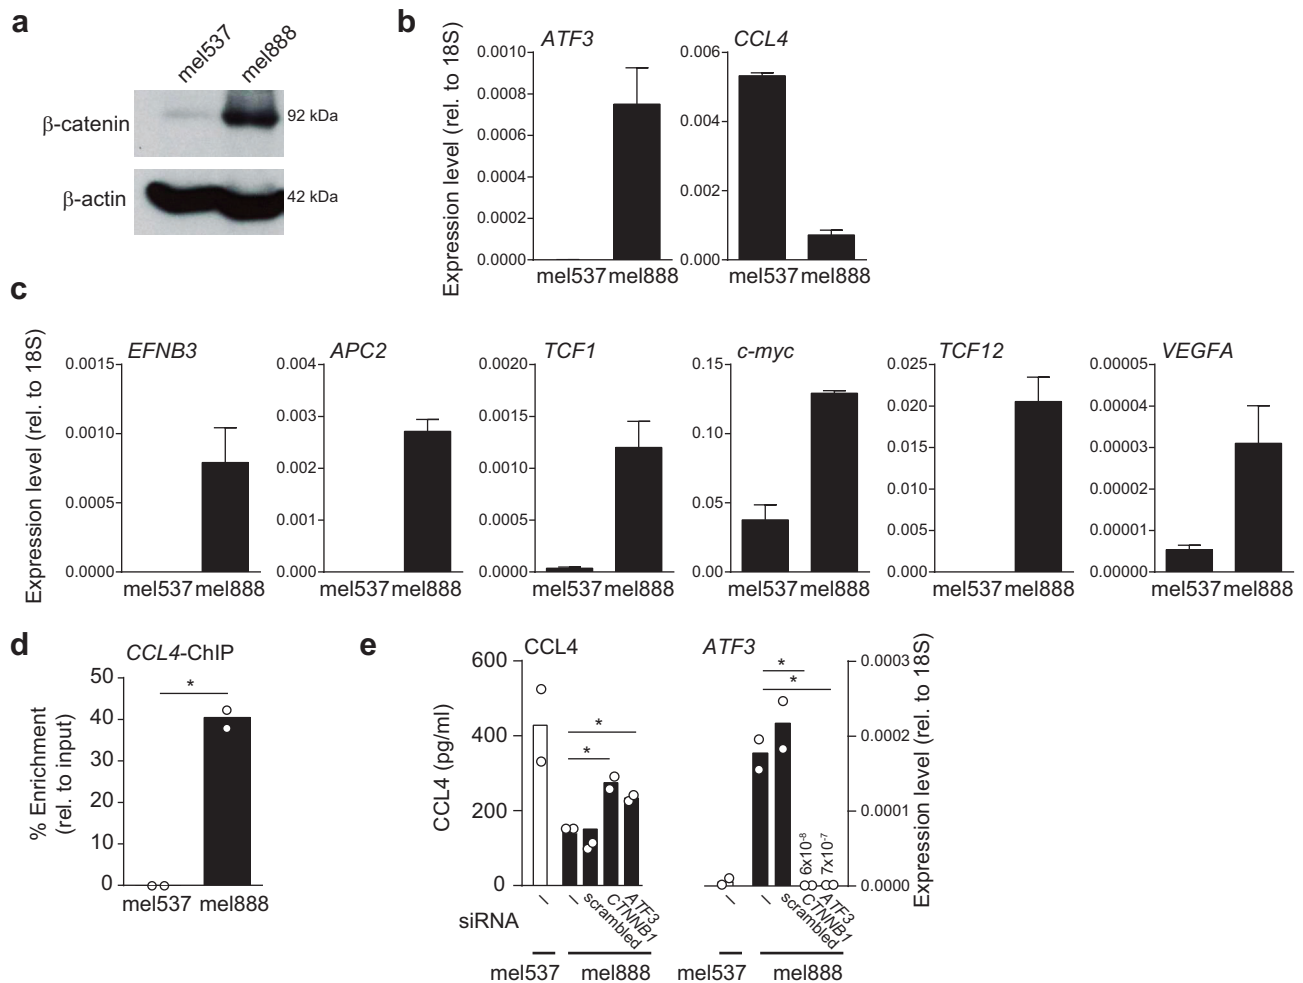 a
mel537
mel888
β-catenin
92 kDa
β-actin
42 kDa
b
Expression level (rel. to 18S)
ATF3
0.0010
0.0008
0.0006
0.0004
0.0002
0.0000
mel537 mel888
CCL4
0.006
0.004
0.002
0.000
mel537 mel888
c
Expression level (rel. to 18S)
EFNB3
0.0015
0.0010
0.0005
0.0000
mel537 mel888
APC2
0.004
0.003
0.002
0.001
0.000
mel537 mel888
TCF1
0.0020
0.0015
0.0010
0.0005
0.0000
mel537 mel888
c-myc
0.15
0.10
0.05
0.00
mel537 mel888
TCF12
0.025
0.020
0.015
0.010
0.005
0.000
mel537 mel888
VEGFA
0.00005
0.00004
0.00003
0.00002
0.00001
0.00000
mel537 mel888
d
CCL4-ChIP
% Enrichment
(rel. to input)
50
40
30
20
10
0
*
mel537 mel888
e
CCL4
CCL4 (pg/ml)
600
400
200
0
*
*
siRNA
–
–
scrambled
CTNNB1
ATF3
mel537
mel888
ATF3
*
*
6x10⁻⁸
7x10⁻⁷
0.0003
0.0002
0.0001
0.0000
Expression level (rel. to 18S)
–
–
scrambled
CTNNB1
ATF3
mel537
mel888